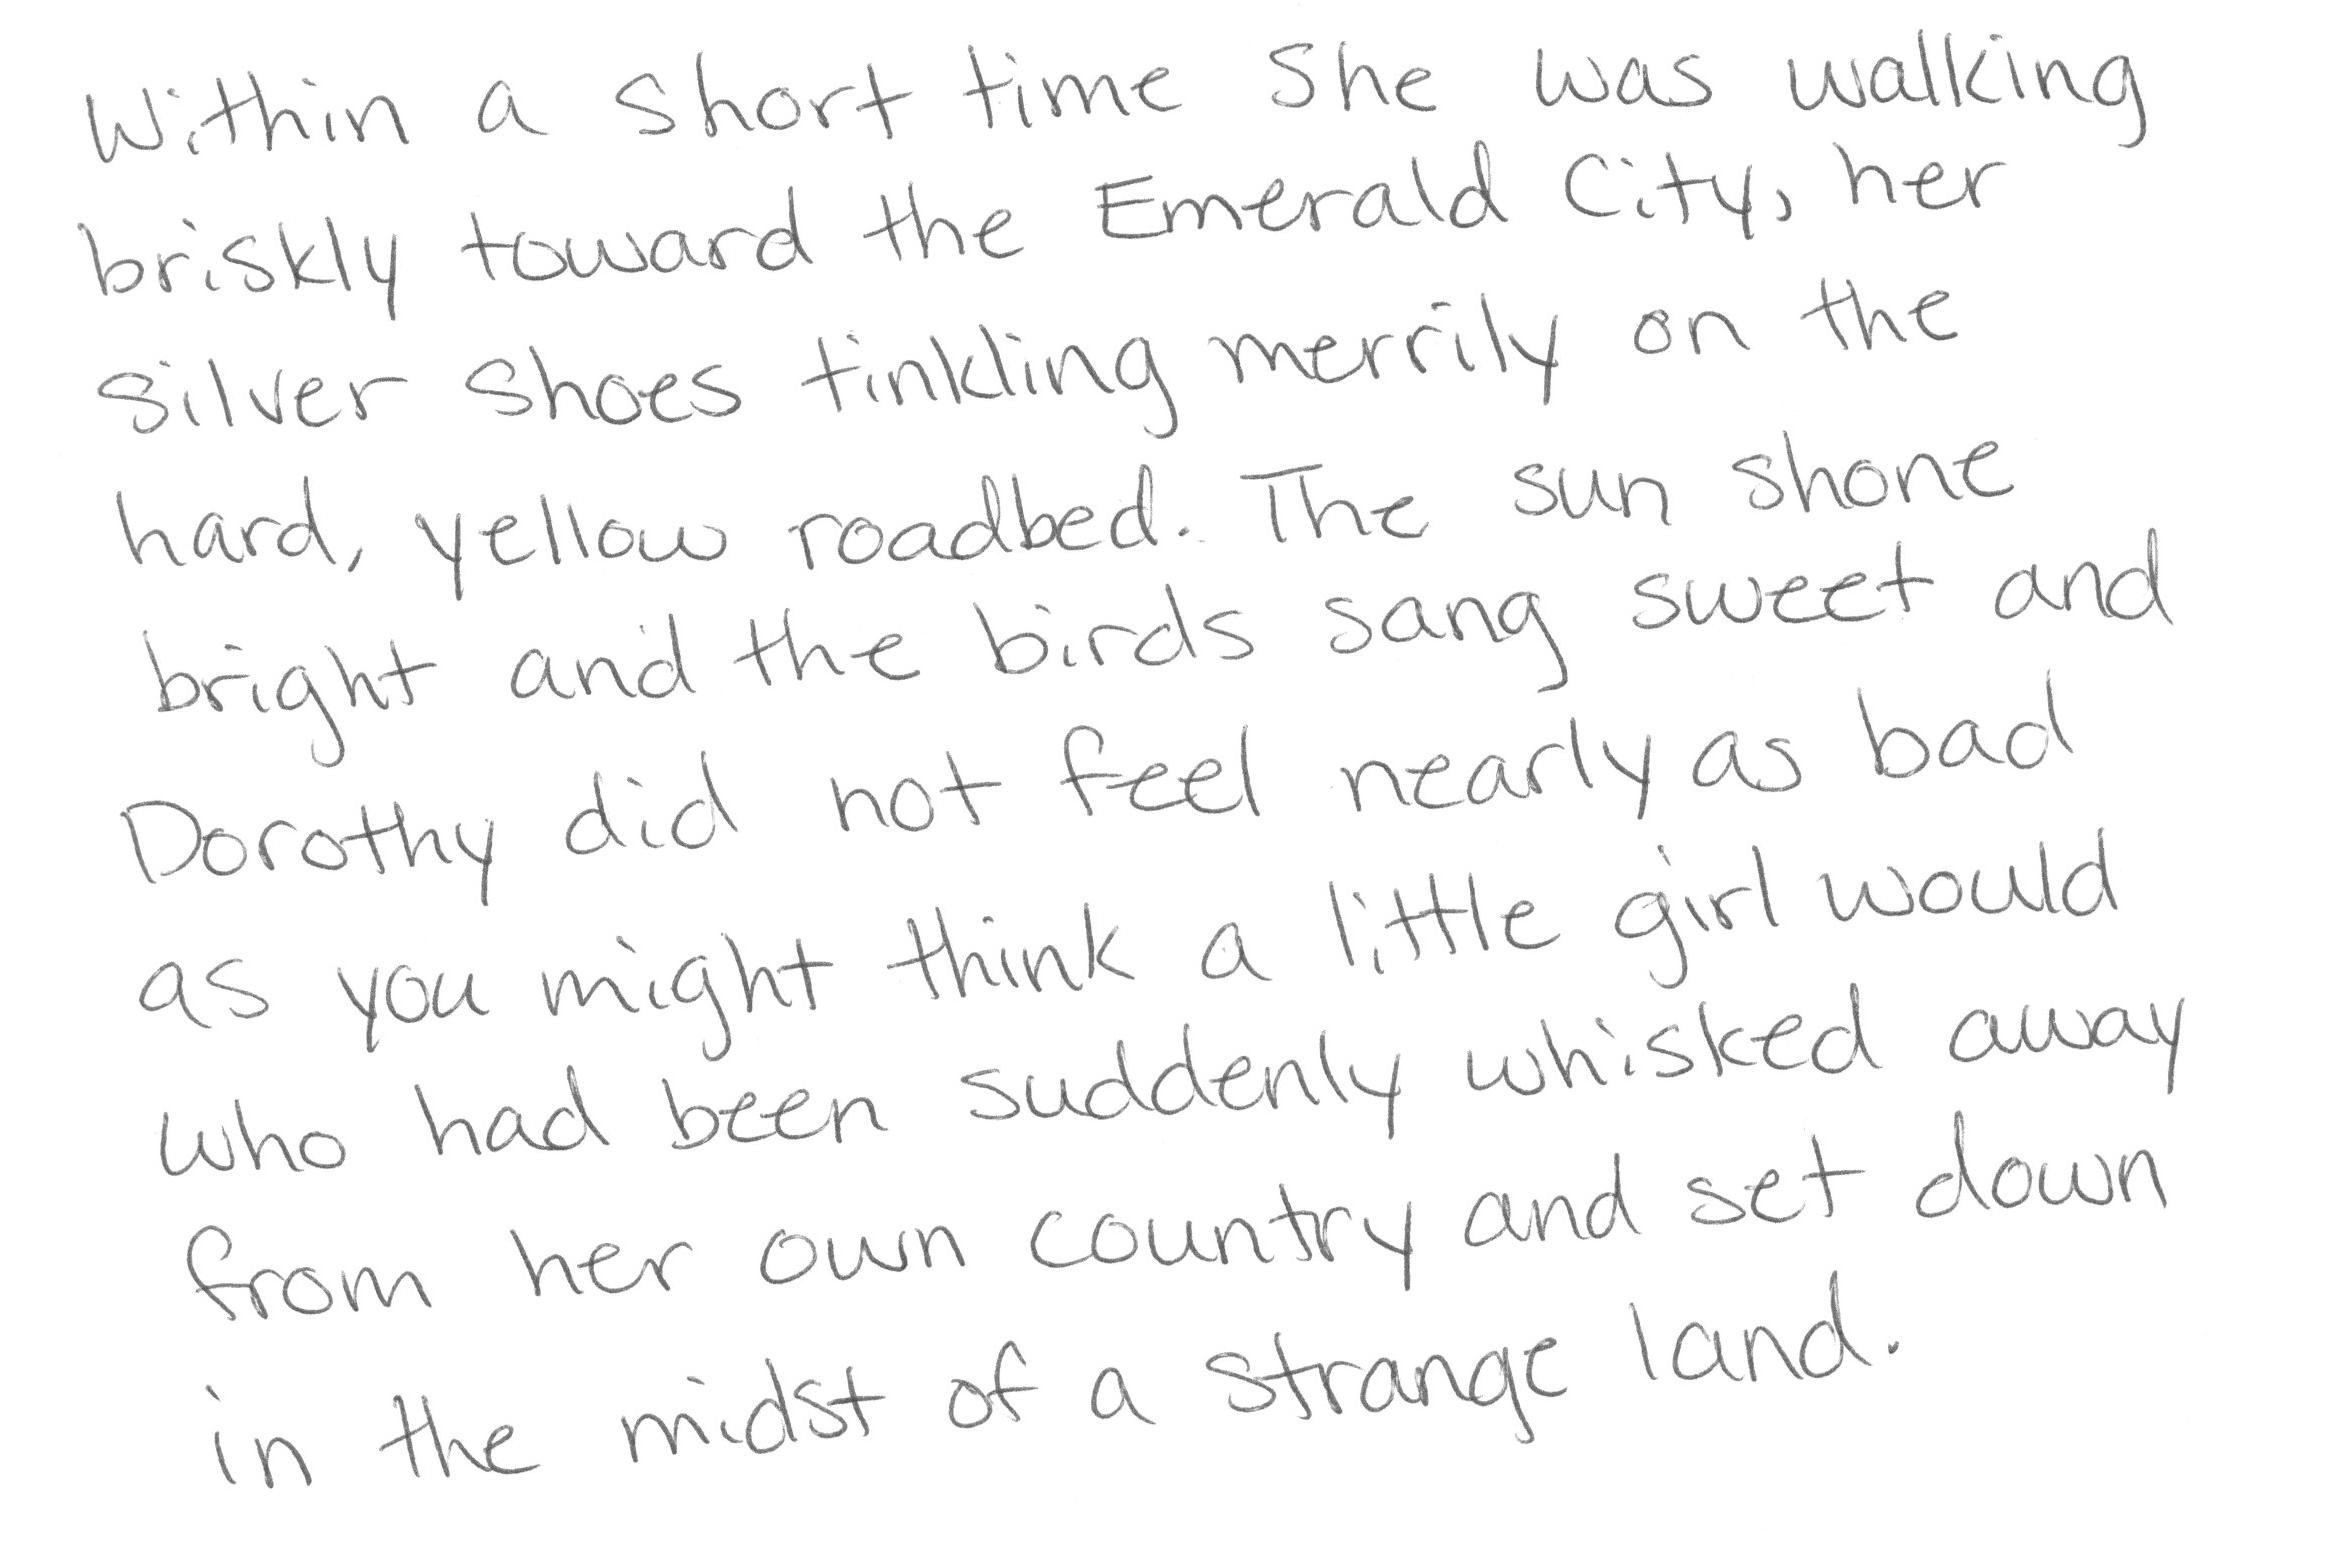 Within a short time she was walking
briskly toward the Emerald City, her
Silver Shoes tinkling merrily on the
hard, yellow roadbed. The sun shone
bright and the birds sang sweet and
Dorothy did not feel nearly as bad
as you might think a little girl would
who had been suddenly whisked away
from her own country and set down
in the midst of a strange land.